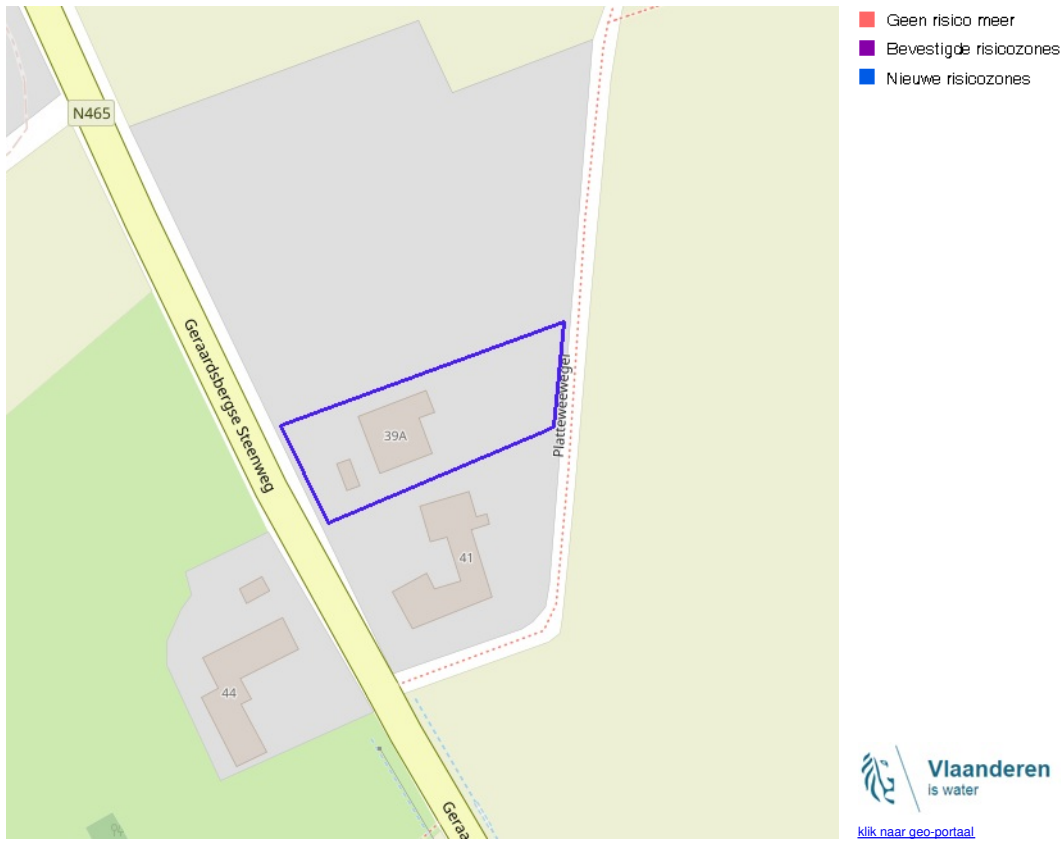 Geen risico meer
Bevestigde risicozones
Nieuwe risicozones
N465
Geraardsbergse Steenweg
Platteweeweger
39A
41
44
Geraa
Vlaanderen
is water
klik naar geo-portaal